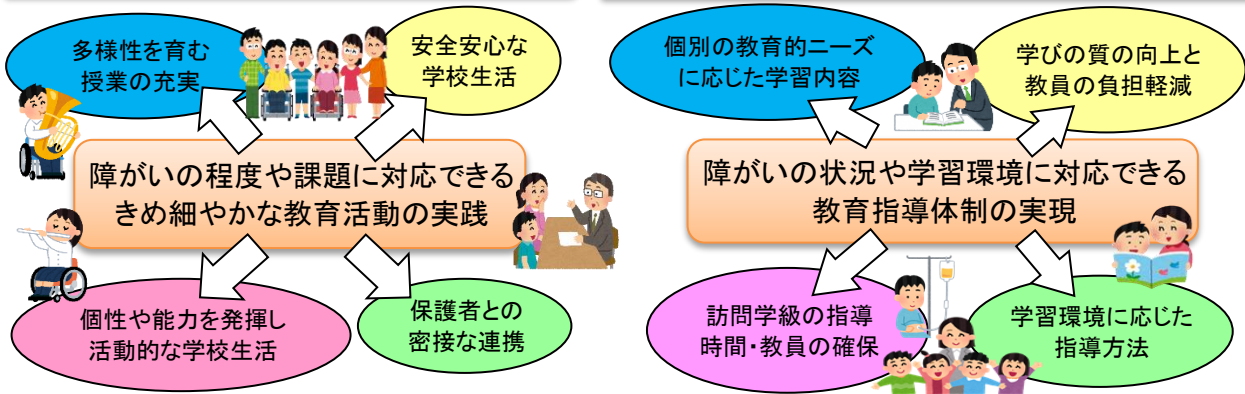 多様性を育む
授業の充実
安全安心な
学校生活
障がいの程度や課題に対応できる
きめ細やかな教育活動の実践
個性や能力を発揮し
活動的な学校生活
保護者との
密接な連携
個別の教育的ニーズ
に応じた学習内容
学びの質の向上と
教員の負担軽減
障がいの状況や学習環境に対応できる
教育指導体制の実現
訪問学級の指導
時間・教員の確保
学習環境に応じた
指導方法